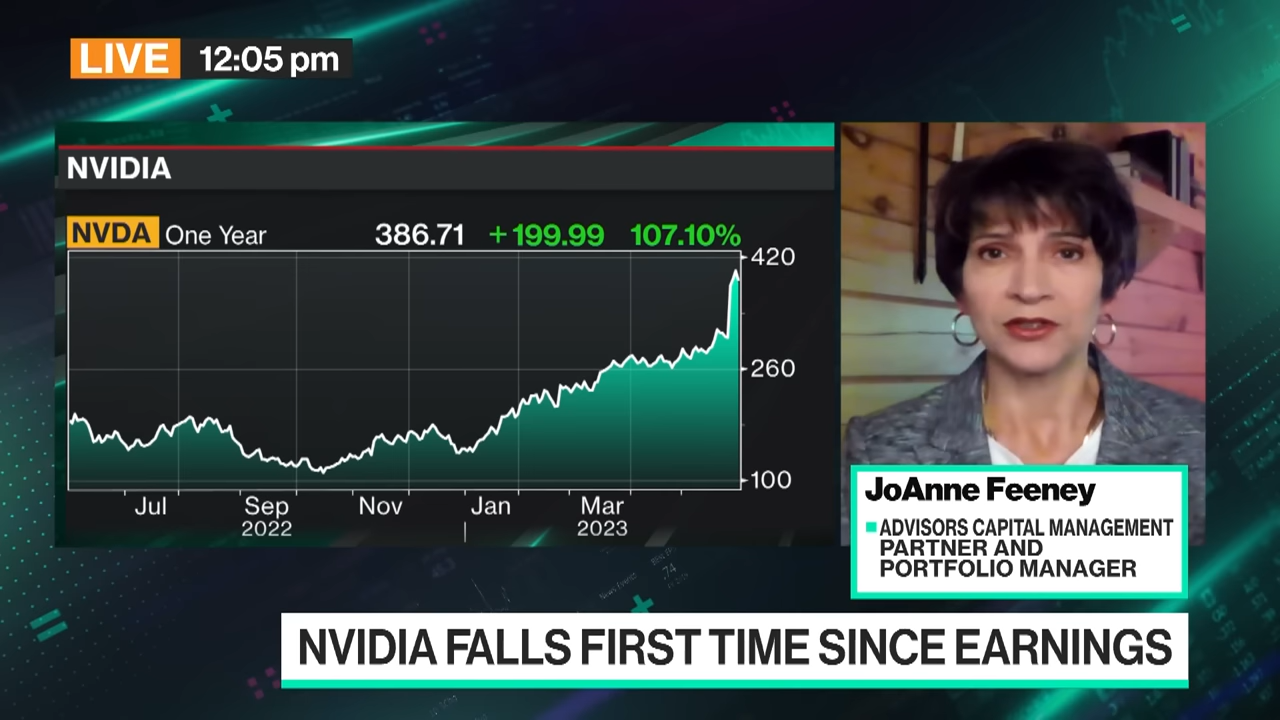 LIVE 12:05 pm
NVIDIA
NVDA One Year 386.71 +199.99 107.10%
420
260
100
Jul Sep Nov Jan Mar
2022 2023
JoAnne Feeney
ADVISORS CAPITAL MANAGEMENT
PARTNER AND
PORTFOLIO MANAGER
NVIDIA FALLS FIRST TIME SINCE EARNINGS